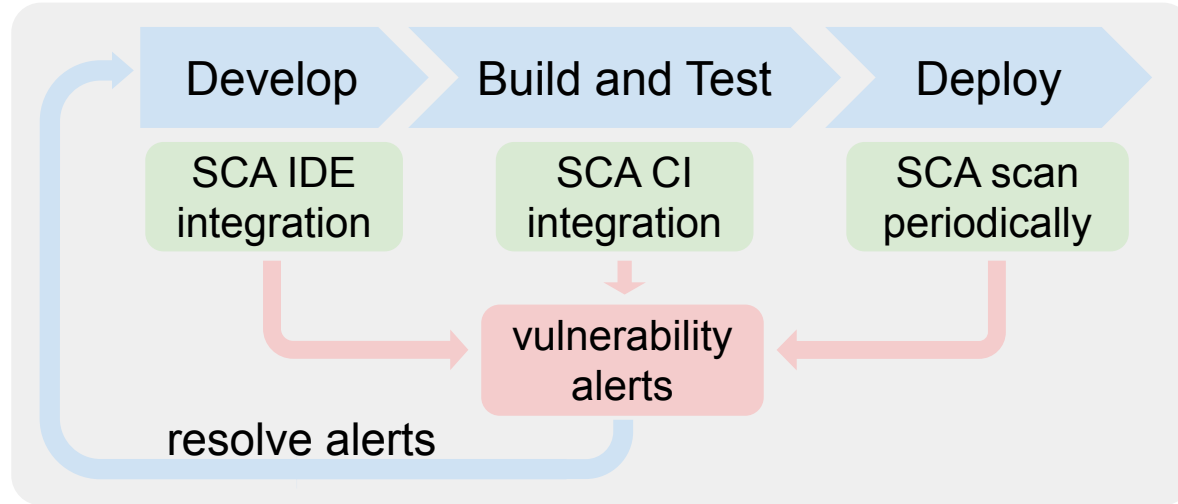 Develop
Build and Test
Deploy
SCA IDE
integration
SCA CI
integration
SCA scan
periodically
vulnerability
alerts
resolve alerts